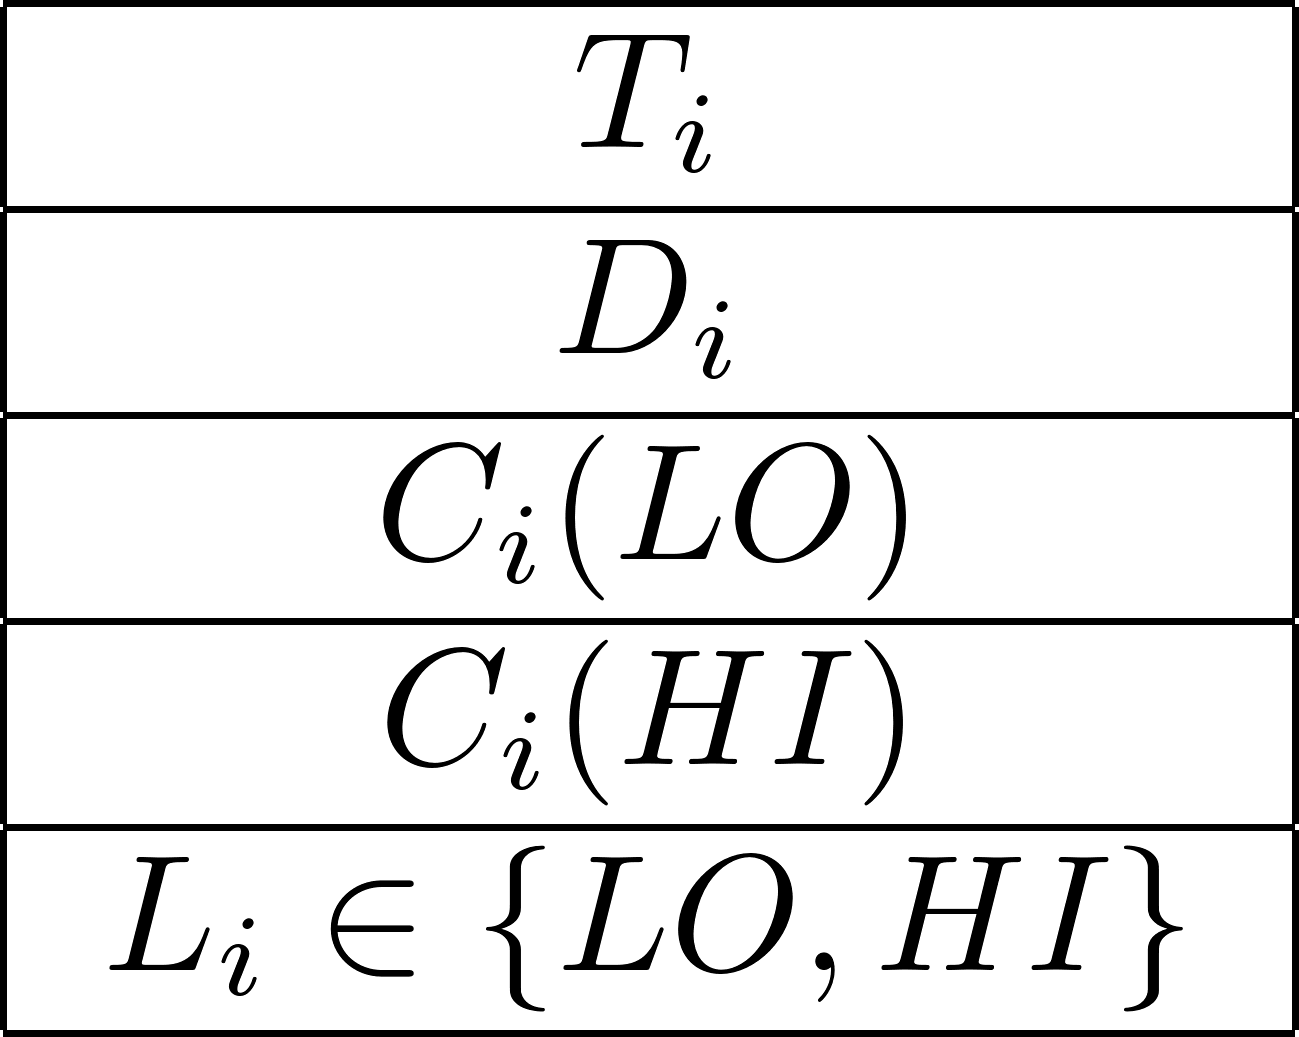 T_i
D_i
C_i(LO)
C_i(HI)
L_i ∈ {LO, HI}